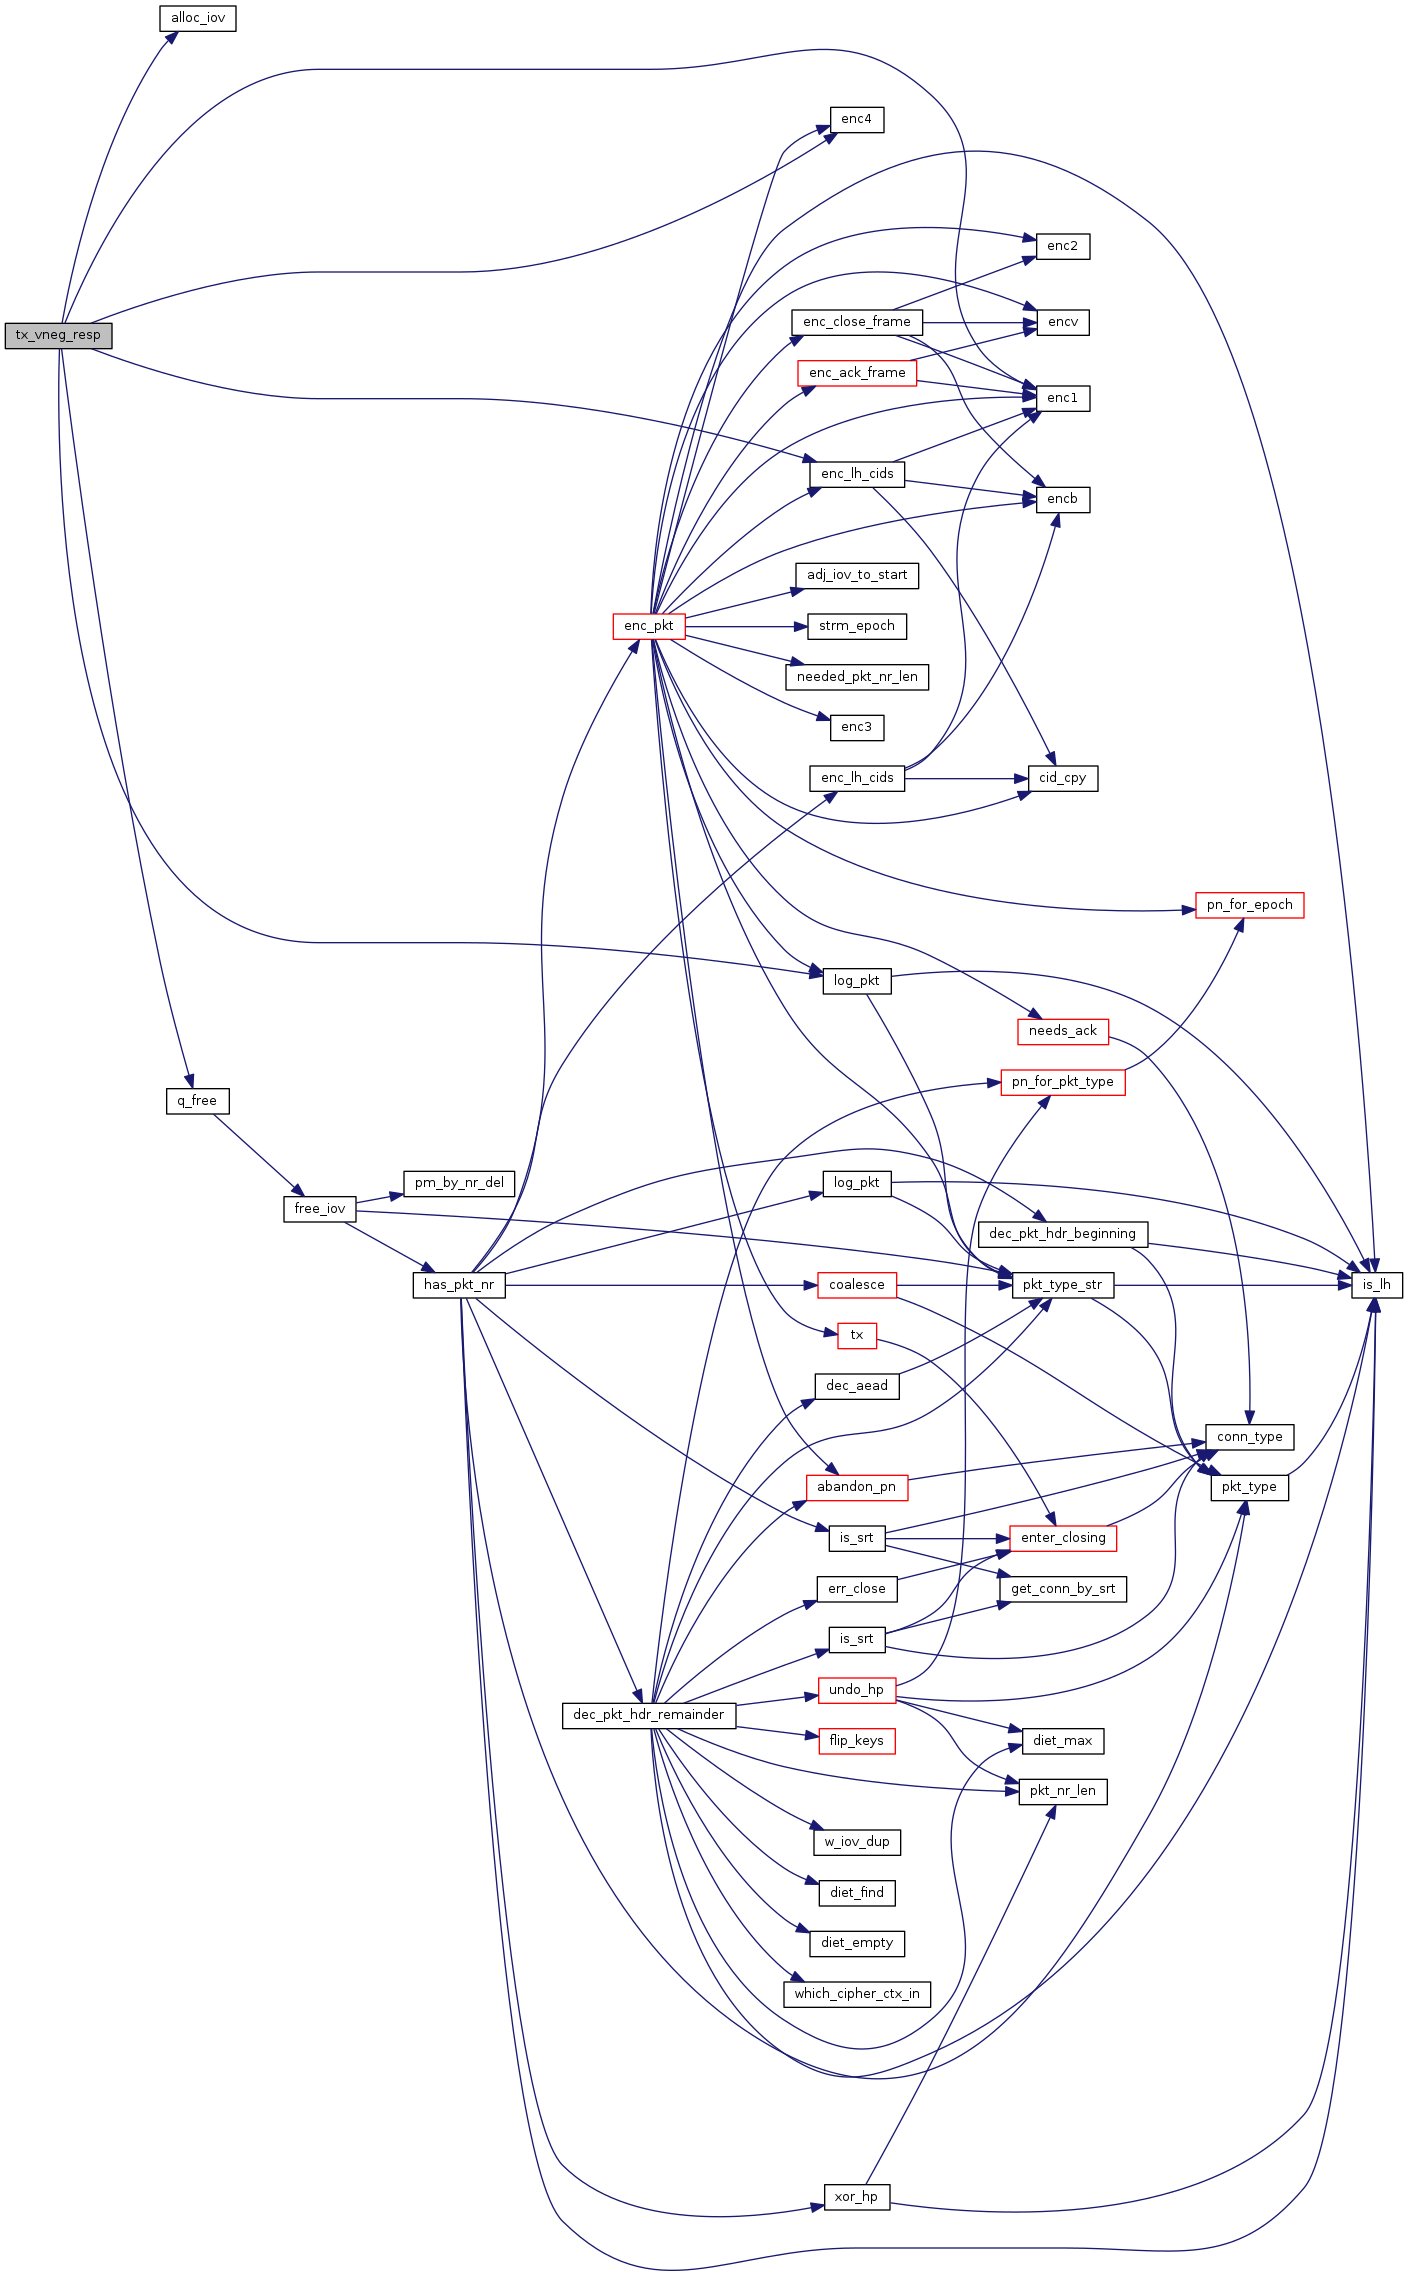 alloc_iov
enc4
enc2
enc_close_frame
encv
tx_vneg_resp
enc_ack_frame
enc1
enc_lh_cids
encb
adj_iov_to_start
enc_pkt
strm_epoch
needed_pkt_nr_len
enc3
enc_lh_cids
cid_cpy
pn_for_epoch
log_pkt
needs_ack
pn_for_pkt_type
q_free
pm_by_nr_del
log_pkt
free_iov
dec_pkt_hdr_beginning
has_pkt_nr
coalesce
pkt_type_str
is_lh
tx
dec_aead
conn_type
abandon_pn
pkt_type
is_srt
enter_closing
err_close
get_conn_by_srt
is_srt
undo_hp
dec_pkt_hdr_remainder
flip_keys
diet_max
pkt_nr_len
w_iov_dup
diet_find
diet_empty
which_cipher_ctx_in
xor_hp